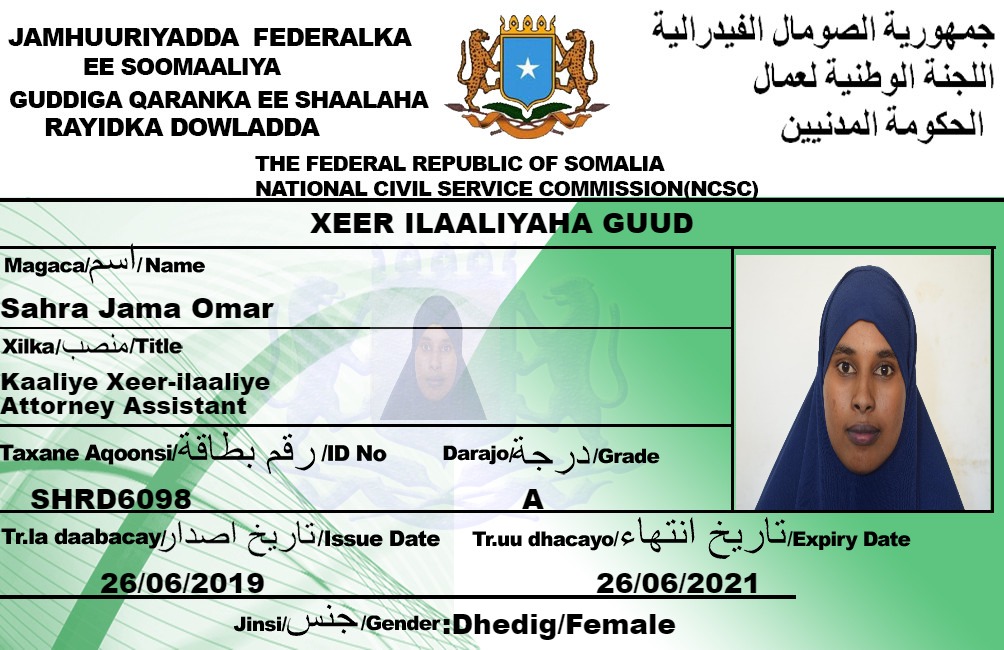 JAMHUURIYADDA FEDERALKA
EE SOOMAALIYA
GUDDIGA QARANKA EE SHAALAHA
RAYIDKA DOWLADDA
جمهورية الصومال الفيدرالية
اللجنة الوطنية لعمال
الحكومة المدنيين
THE FEDERAL REPUBLIC OF SOMALIA
NATIONAL CIVIL SERVICE COMMISSION(NCSC)
XEER ILAALIYAHA GUUD
Magaca/اسم/Name
Sahra Jama Omar
Xilka/منصب/Title
Kaaliye Xeer-ilaaliye
Attorney Assistant
Taxane Aqoonsi/رقم بطاقة/ID No Darajo/درجة/Grade
SHRD6098 A
Tr.la daabacay/تاريخ اصدار/Issue Date Tr.uu dhacayo/تاريخ انتهاء/Expiry Date
26/06/2019 26/06/2021
Jinsi/جنس/Gender:Dhedig/Female